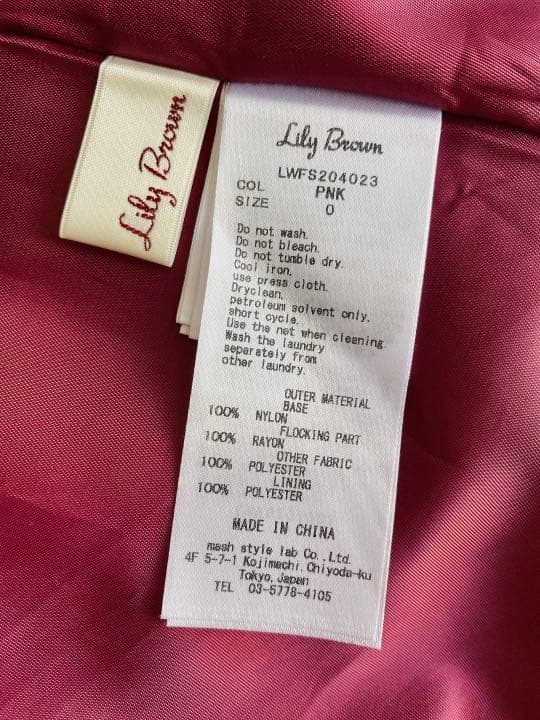 Lily Brown
Lily Brown
LWFS204023
COL PNK
SIZE 0
Do not wash.
Do not bleach.
Do not tumble dry.
Cool iron.
use press cloth.
Dryclean.
petroleum solvent only.
short cycle.
Use the net when cleaning.
Wash the laundry
separately from
other laundry.
OUTER MATERIAL
BASE
100% NYLON
FLOCKING PART
100% RAYON
OTHER FABRIC
100% POLYESTER
LINING
100% POLYESTER
MADE IN CHINA
mash style lab Co.,Ltd.
4F 5-7-1 Kojimachi.Chiyoda-ku
Tokyo,Japan
TEL 03-5778-4105